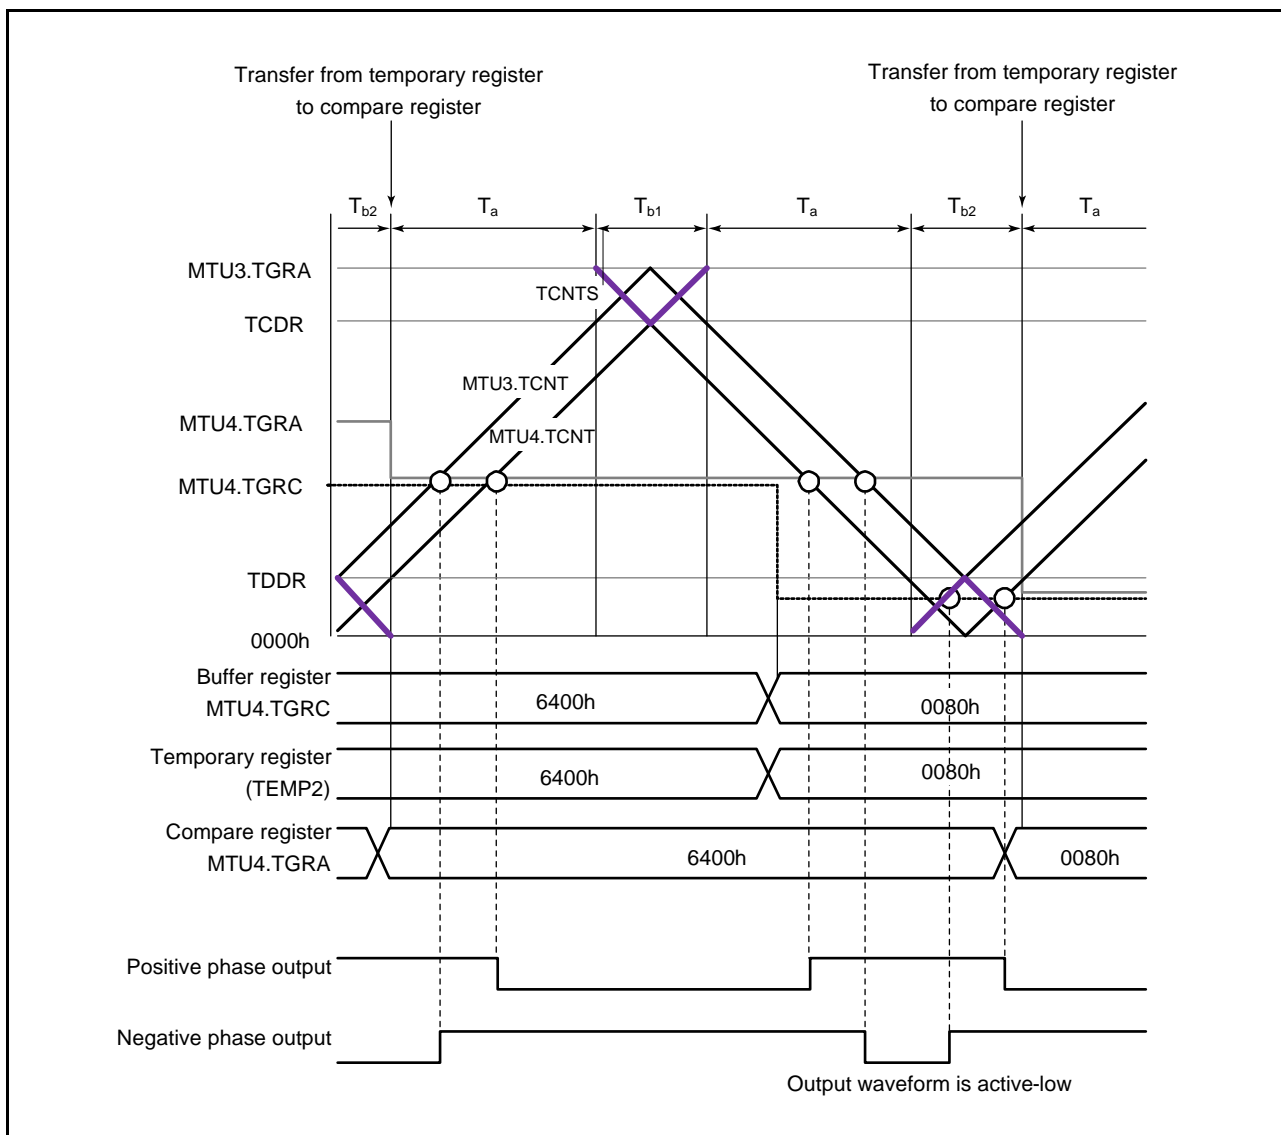 Transfer from temporary register
to compare register
Transfer from temporary register
to compare register
Tb2
Ta
Tb1
Ta
Tb2
Ta
MTU3.TGRA
TCNTS
TCDR
MTU3.TCNT
MTU4.TGRA
MTU4.TCNT
MTU4.TGRC
TDDR
0000h
Buffer register
MTU4.TGRC
6400h
0080h
Temporary register
(TEMP2)
6400h
0080h
Compare register
MTU4.TGRA
6400h
0080h
Positive phase output
Negative phase output
Output waveform is active-low